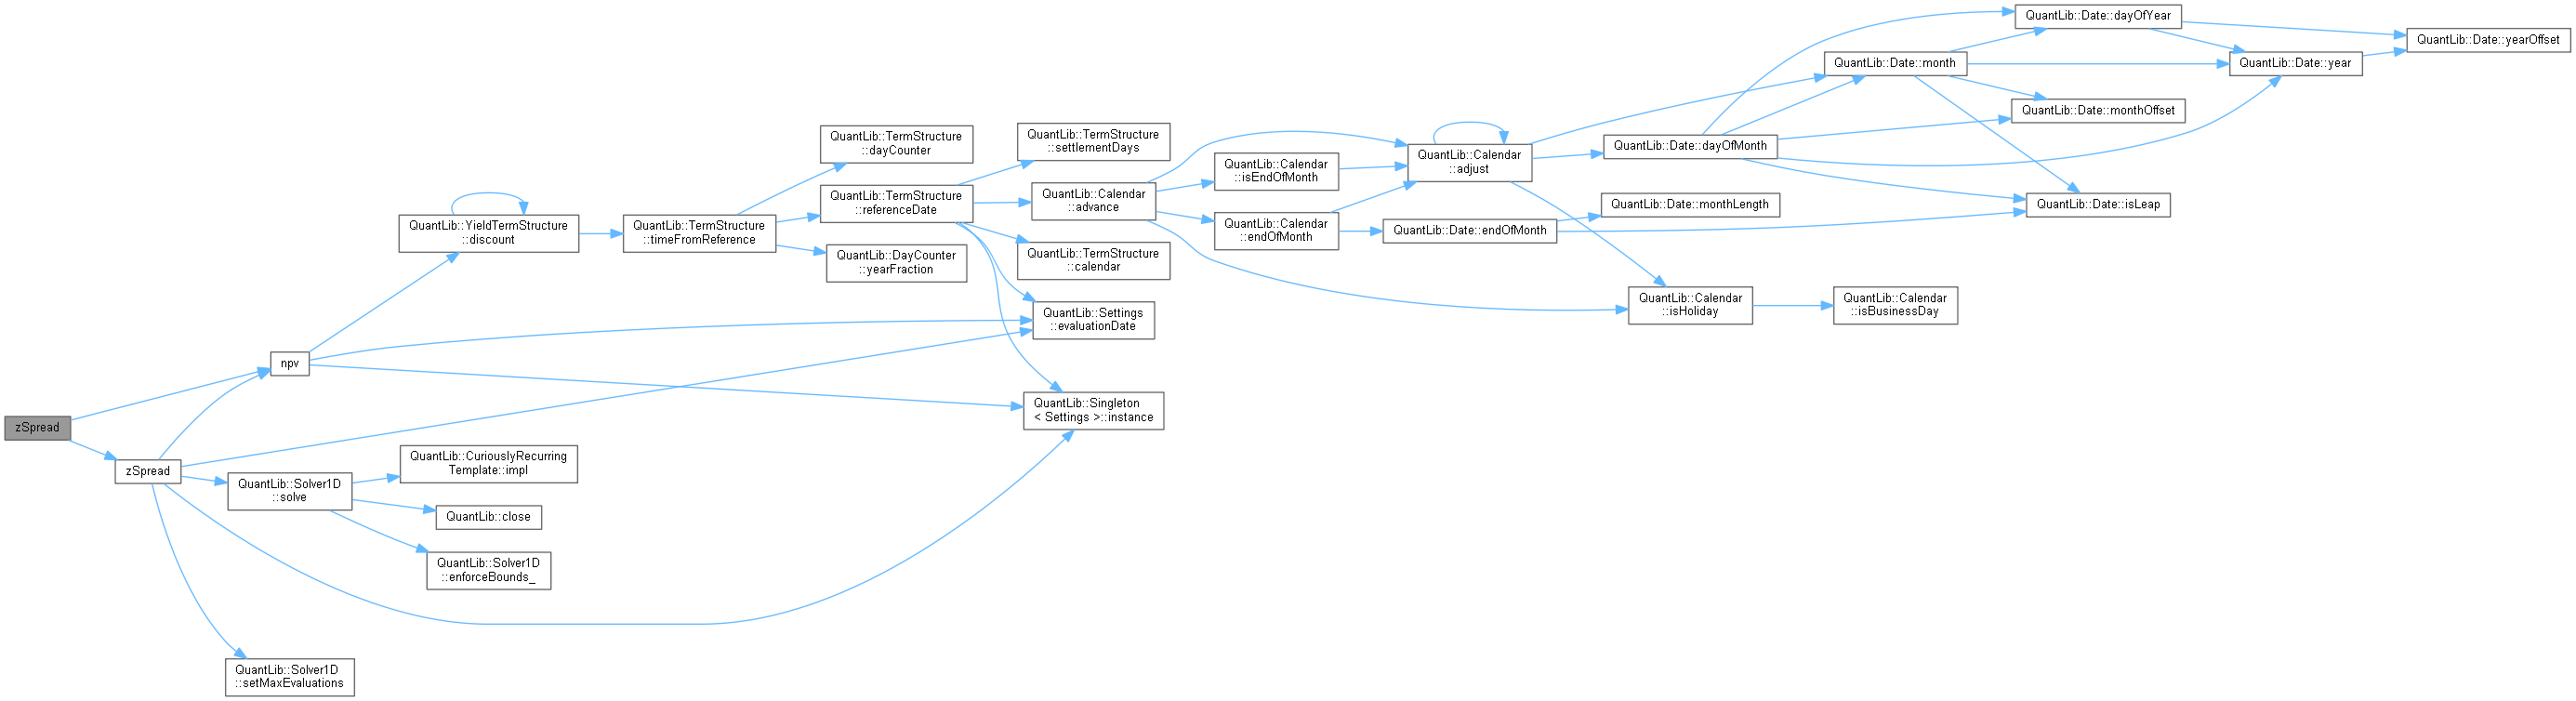 zSpread
npv
zSpread
QuantLib::YieldTermStructure
::discount
QuantLib::Solver1D
::solve
QuantLib::Solver1D
::setMaxEvaluations
QuantLib::CuriouslyRecurring
Template::impl
QuantLib::close
QuantLib::Solver1D
::enforceBounds_
QuantLib::TermStructure
::timeFromReference
QuantLib::TermStructure
::dayCounter
QuantLib::TermStructure
::referenceDate
QuantLib::DayCounter
::yearFraction
QuantLib::TermStructure
::settlementDays
QuantLib::Calendar
::advance
QuantLib::TermStructure
::calendar
QuantLib::Settings
::evaluationDate
QuantLib::Singleton
< Settings >::instance
QuantLib::Calendar
::isEndOfMonth
QuantLib::Calendar
::endOfMonth
QuantLib::Calendar
::adjust
QuantLib::Date::endOfMonth
QuantLib::Date::dayOfMonth
QuantLib::Date::monthLength
QuantLib::Calendar
::isHoliday
QuantLib::Date::month
QuantLib::Calendar
::isBusinessDay
QuantLib::Date::dayOfYear
QuantLib::Date::monthOffset
QuantLib::Date::isLeap
QuantLib::Date::year
QuantLib::Date::yearOffset